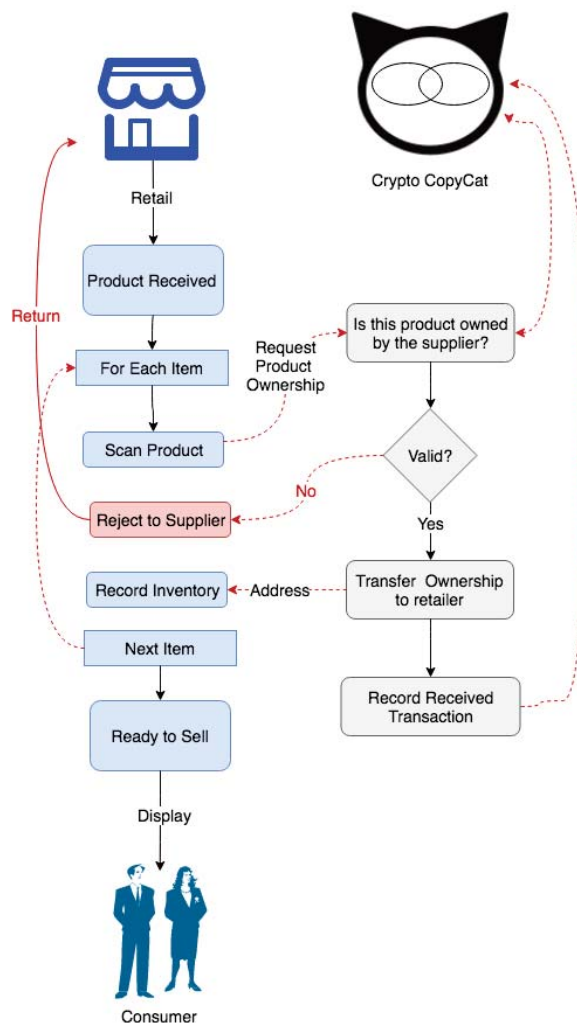 Crypto CopyCat
Retail
Product Received
Return
Is this product owned
by the supplier?
For Each Item
Request
Product
Ownership
Scan Product
Valid?
No
Reject to Supplier
Yes
Record Inventory
Address
Transfer Ownership
to retailer
Next Item
Record Received
Transaction
Ready to Sell
Display
Consumer